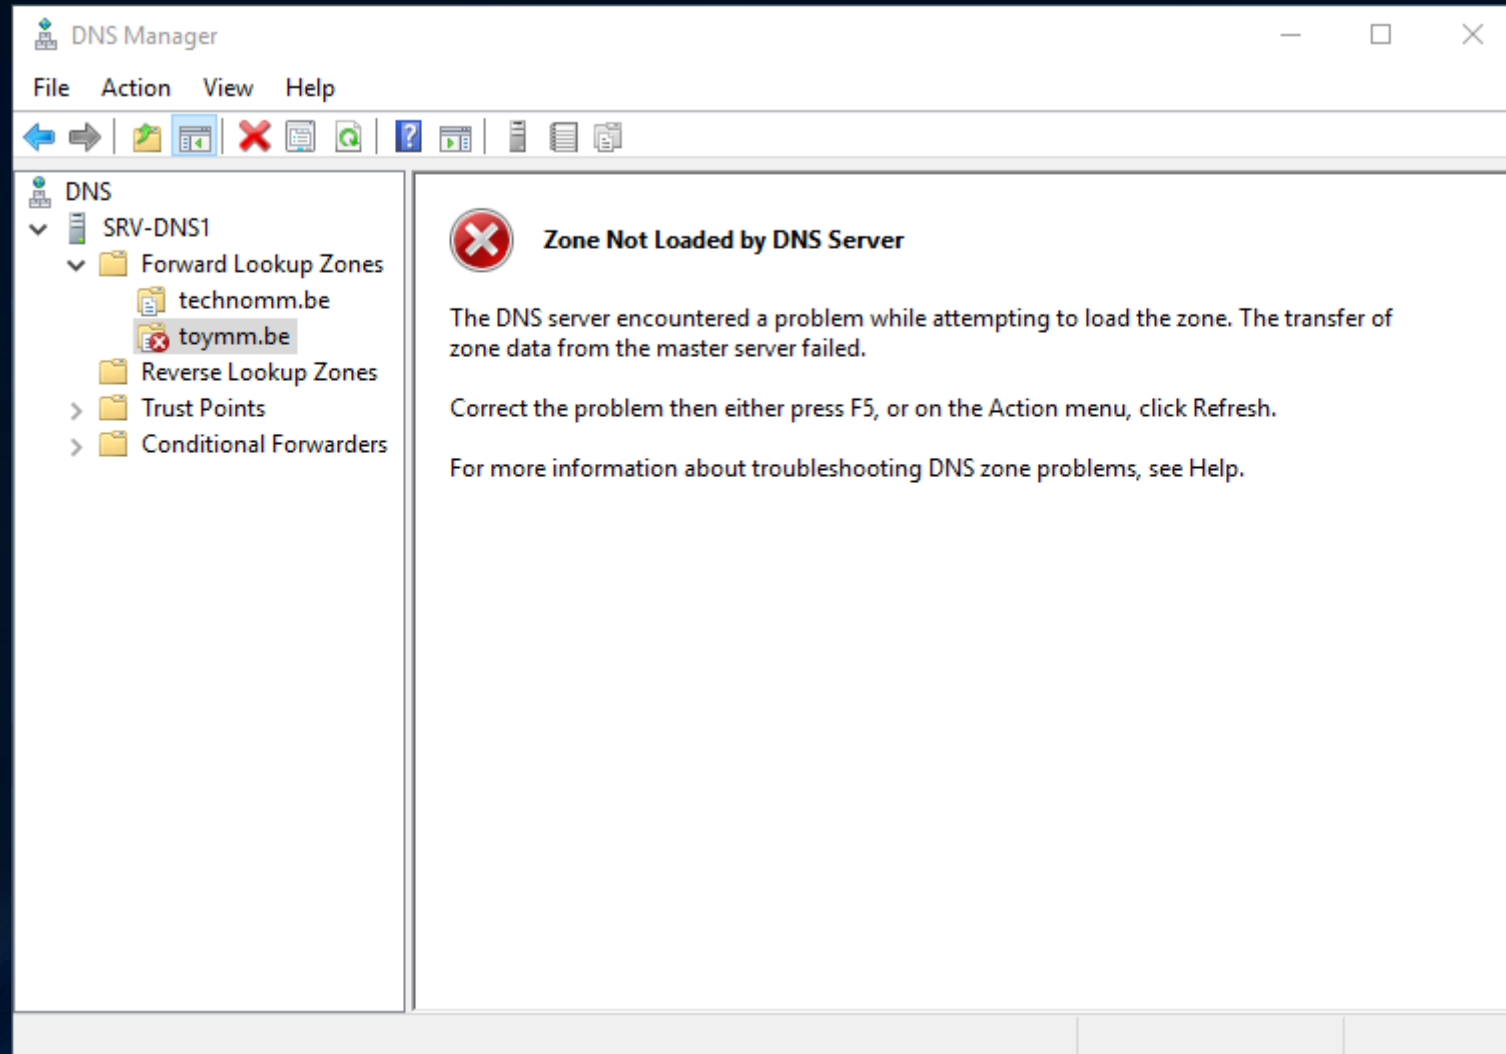 DNS Manager
File Action View Help
DNS
SRV-DNS1
Forward Lookup Zones
technomm.be
toymm.be
Reverse Lookup Zones
Trust Points
Conditional Forwarders
Zone Not Loaded by DNS Server
The DNS server encountered a problem while attempting to load the zone. The transfer of
zone data from the master server failed.
Correct the problem then either press F5, or on the Action menu, click Refresh.
For more information about troubleshooting DNS zone problems, see Help.